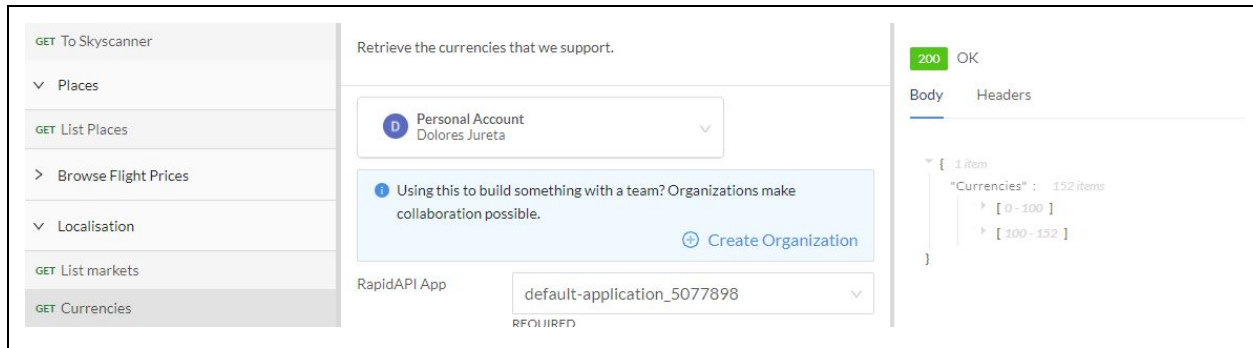 GET To Skyscanner
Places
GET List Places
Browse Flight Prices
Localisation
GET List markets
GET Currencies
Retrieve the currencies that we support.
D
Personal Account
Dolores Jureta
Using this to build something with a team? Organizations make
collaboration possible.
Create Organization
RapidAPI App
default-application_5077898
REQUIRED
200 OK
Body Headers
{ 1 item
"Currencies" : 152 items
[ 0 - 100 ]
[ 100 - 152 ]
}